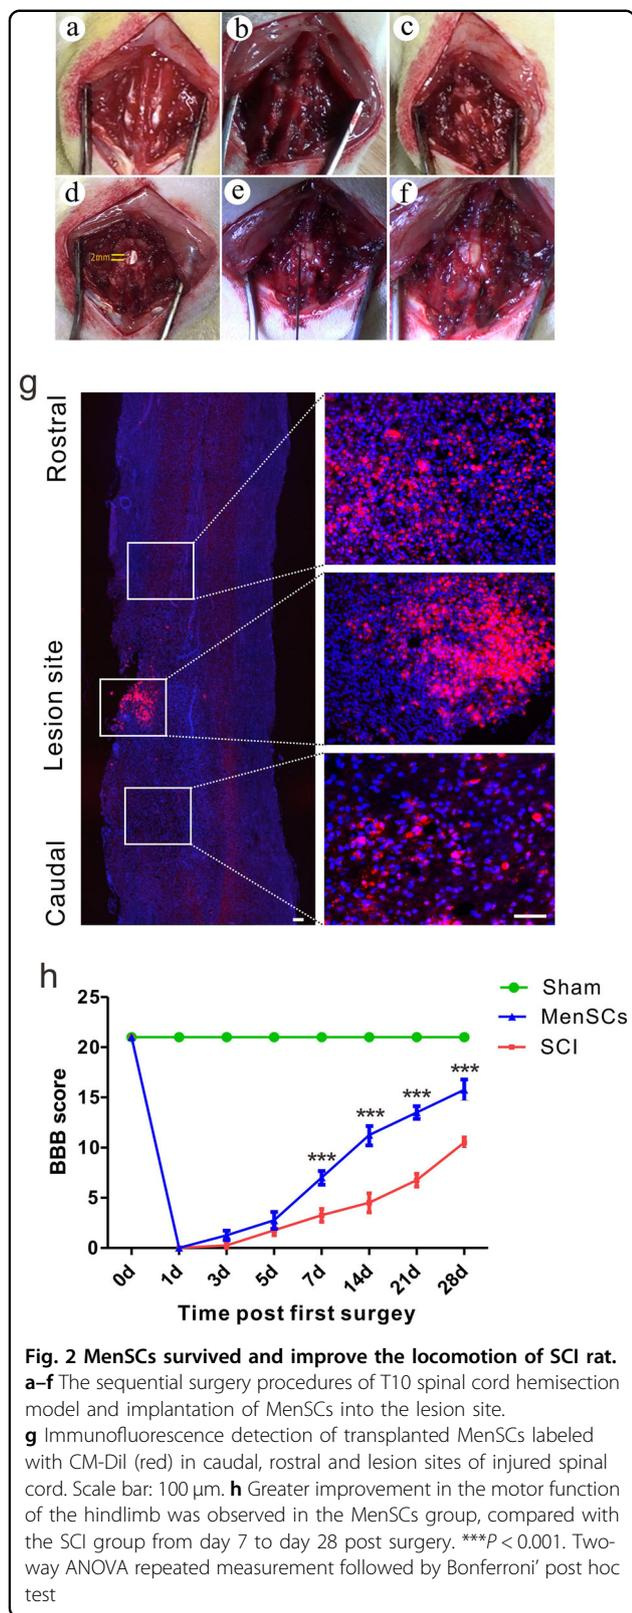 a
b
c
d
e
f
2mm
g
Rostral
Lesion site
Caudal
h
25
20
15
10
5
0
BBB score
Sham
MenSCs
SCI
***
***
***
***
0d
1d
3d
5d
7d
14d
21d
28d
Time post first surgey
Fig. 2 MenSCs survived and improve the locomotion of SCI rat.
a–f The sequential surgery procedures of T10 spinal cord hemisection
model and implantation of MenSCs into the lesion site.
g Immunofluorescence detection of transplanted MenSCs labeled
with CM-Dil (red) in caudal, rostral and lesion sites of injured spinal
cord. Scale bar: 100 μm. h Greater improvement in the motor function
of the hindlimb was observed in the MenSCs group, compared with
the SCI group from day 7 to day 28 post surgery. ***P < 0.001. Two-
way ANOVA repeated measurement followed by Bonferroni’ post hoc
test